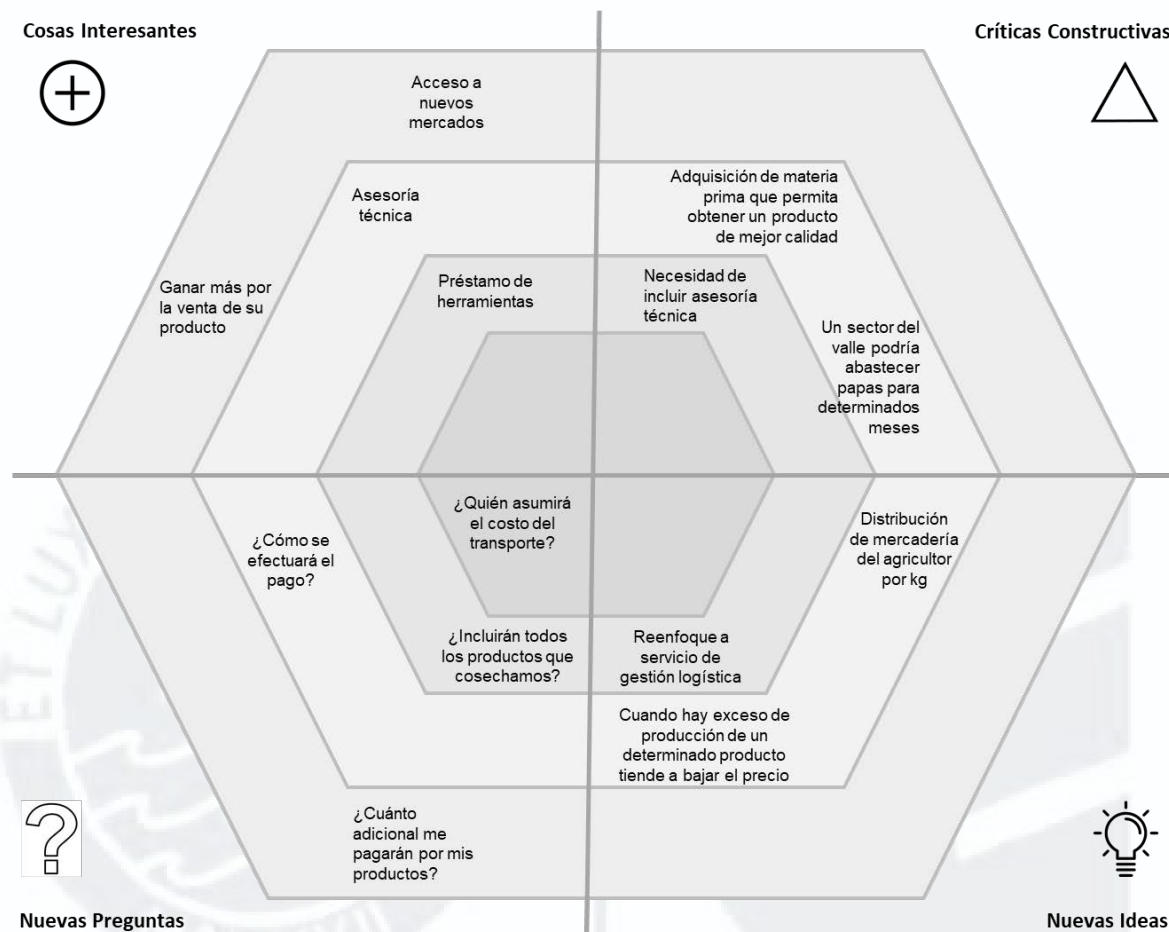 Cosas Interesantes
Críticas Constructivas
Acceso a
nuevos
mercados
Asesoría
técnica
Adquisición de materia
prima que permita
obtener un producto
de mejor calidad
Ganar más por
la venta de su
producto
Préstamo de
herramientas
Necesidad de
incluir asesoría
técnica
Un sector del
valle podría
abastecer
papas para
determinados
meses
¿Quién asumirá
el costo del
transporte?
¿Cómo se
efectuará el
pago?
Distribución
de mercadería
del agricultor
por kg
¿Incluirán todos
los productos que
cosechamos?
Reenfoque a
servicio de
gestión logística
Cuando hay exceso de
producción de un
determinado producto
tiende a bajar el precio
¿Cuánto
adicional me
pagarán por mis
productos?
?
Nuevas Preguntas
Nuevas Ideas
ET LUX